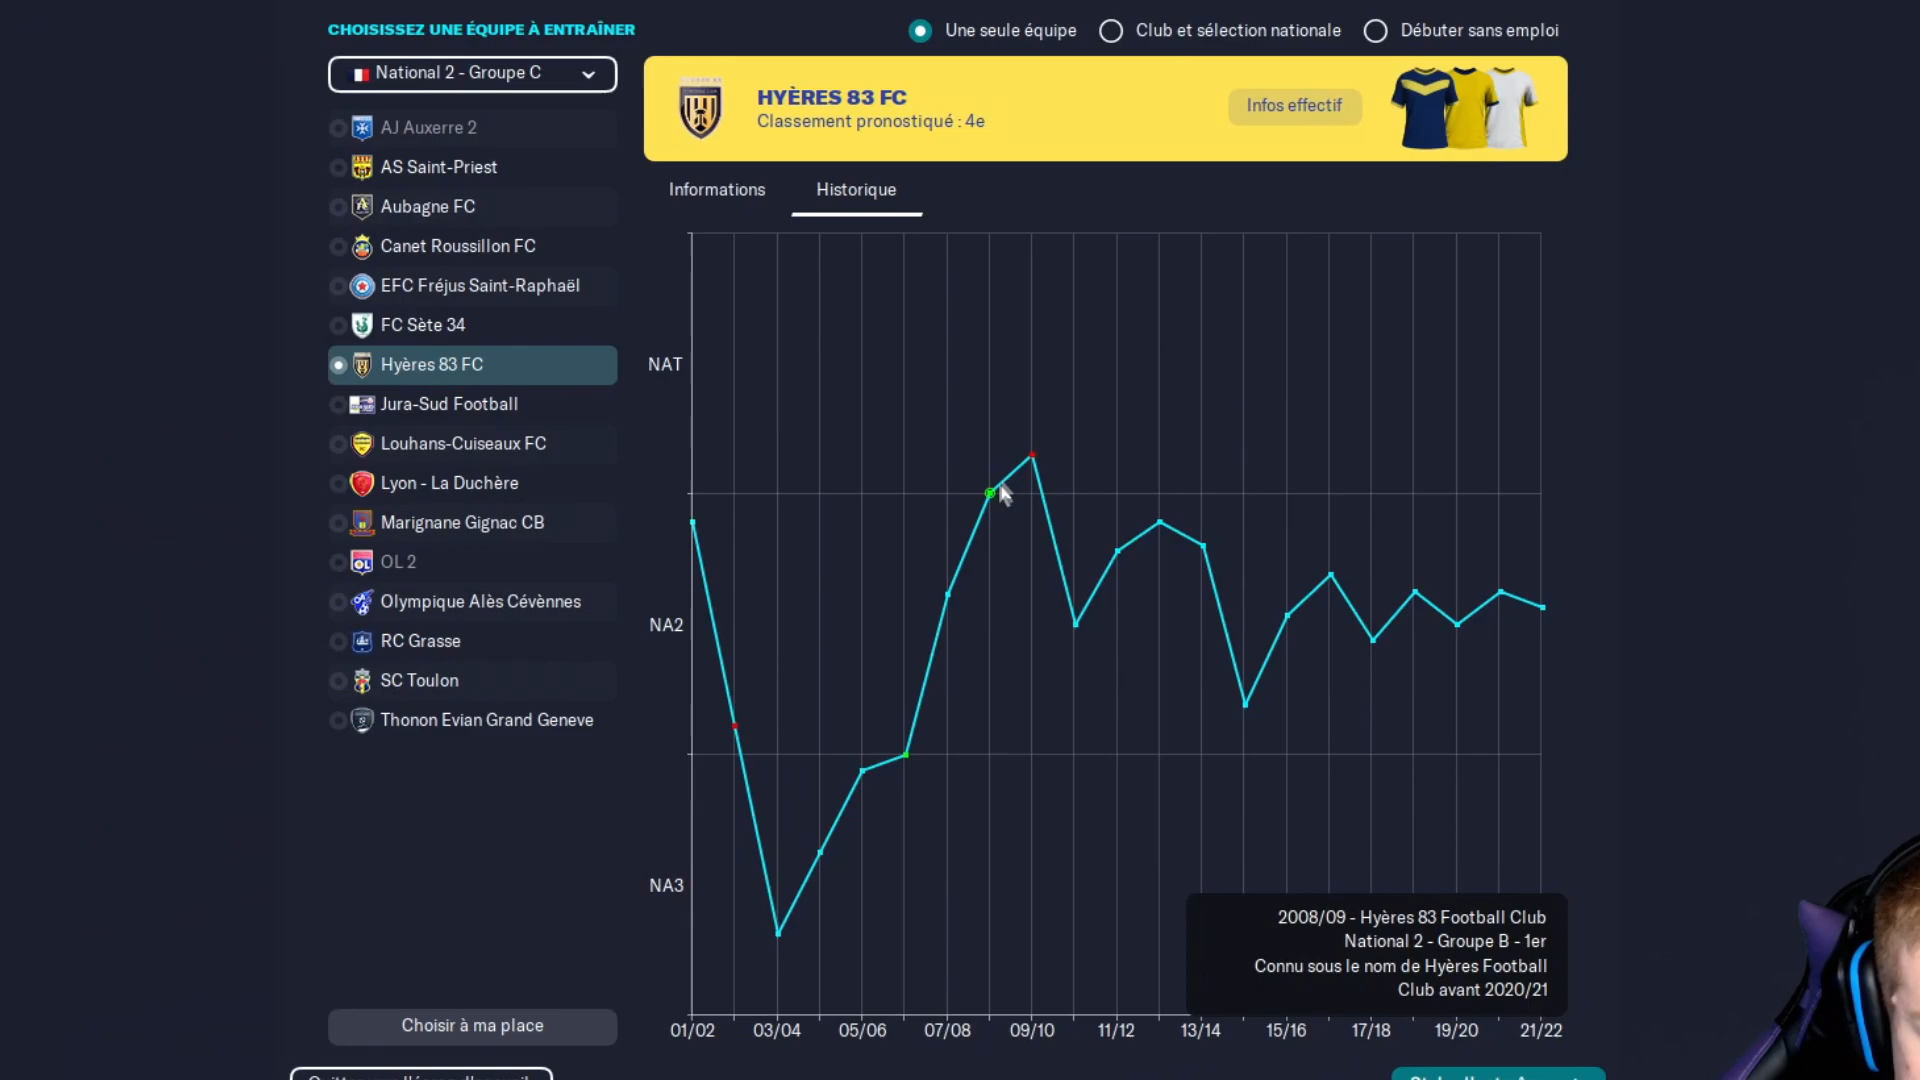 CHOISISSEZ UNE ÉQUIPE À ENTRAÎNER
Une seule équipe
Club et sélection nationale
Débuter sans emploi
National 2 - Groupe C
AJ Auxerre 2
AS Saint-Priest
Aubagne FC
Canet Roussillon FC
EFC Fréjus Saint-Raphaël
FC Sète 34
Hyères 83 FC
Jura-Sud Football
Louhans-Cuiseaux FC
Lyon - La Duchère
Marignane Gignac CB
OL 2
Olympique Alès Cévènnes
RC Grasse
SC Toulon
Thonon Evian Grand Geneve
Choisir à ma place
HYÈRES 83 FC
Classement pronostiqué : 4e
Infos effectif
Informations
Historique
NAT
NA2
NA3
2008/09 - Hyères 83 Football Club
National 2 - Groupe B - 1er
Connu sous le nom de Hyères Football
Club avant 2020/21
01/02
03/04
05/06
07/08
09/10
11/12
13/14
15/16
17/18
19/20
21/22